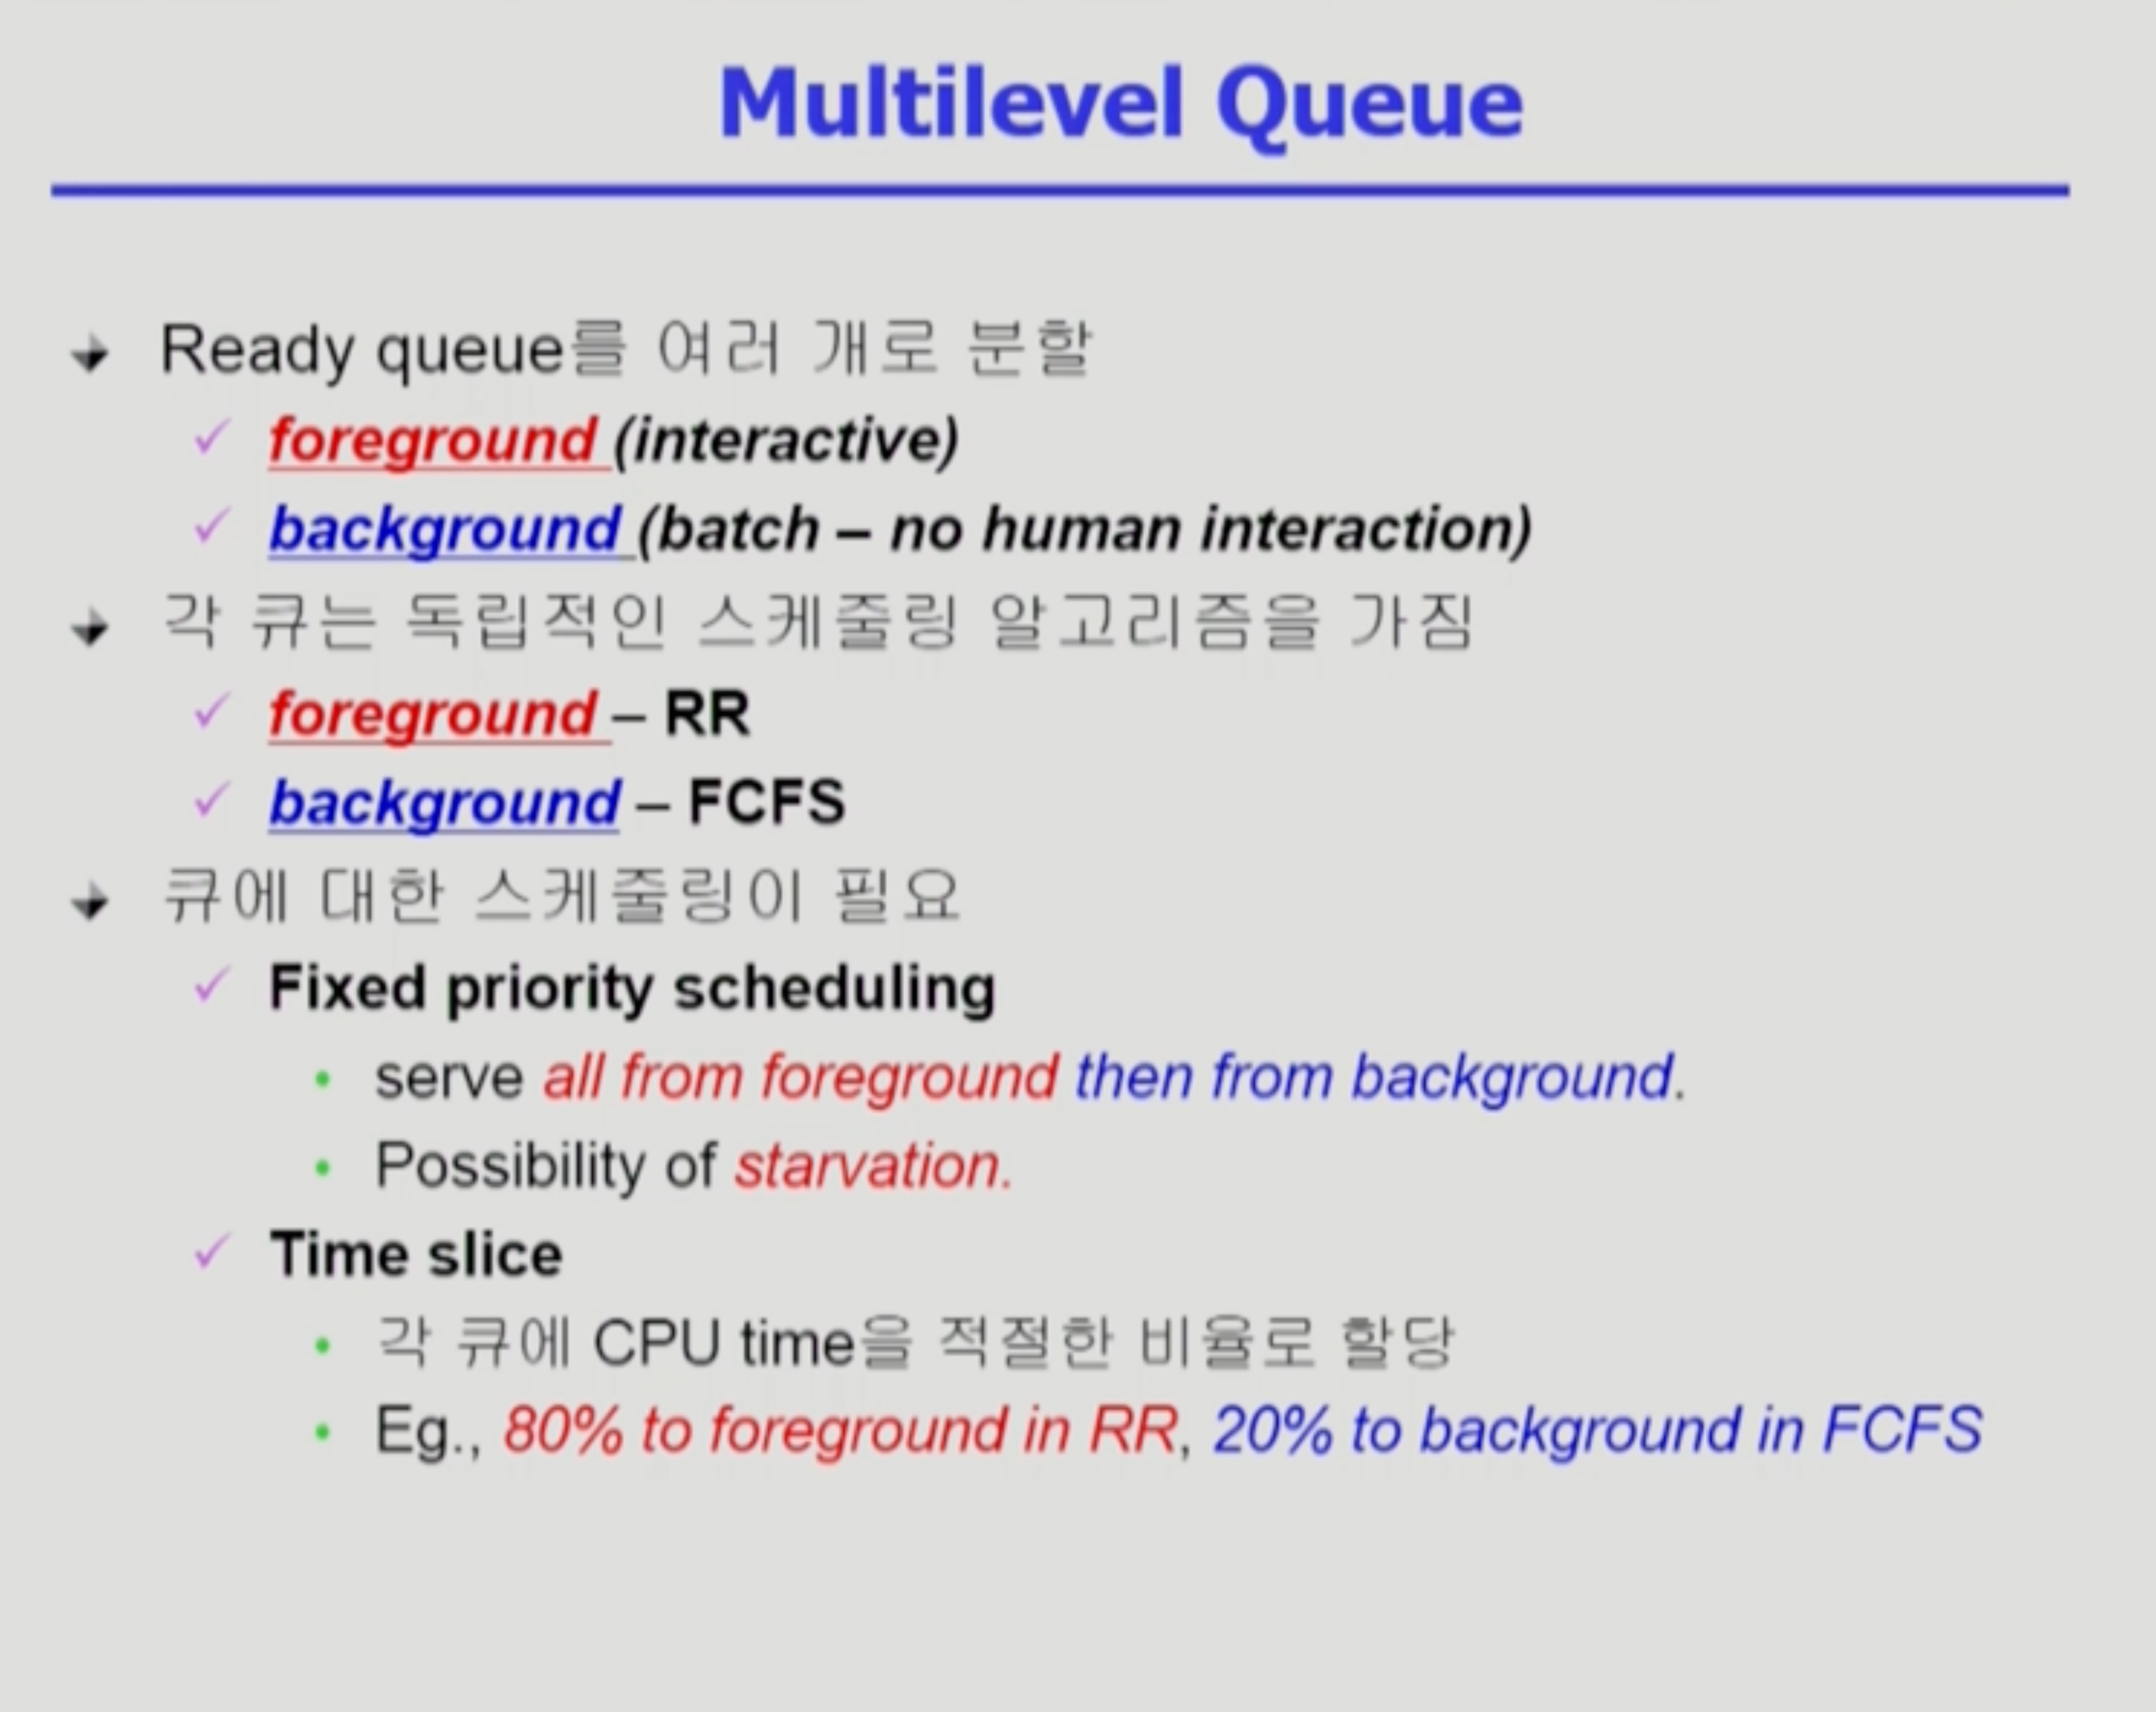 Multilevel Queue
Ready queue를 여러 개로 분할
foreground (interactive)
background (batch – no human interaction)
각 큐는 독립적인 스케줄링 알고리즘을 가짐
foreground – RR
background – FCFS
큐에 대한 스케줄링이 필요
Fixed priority scheduling
serve all from foreground then from background.
Possibility of starvation.
Time slice
각 큐에 CPU time을 적절한 비율로 할당
Eg., 80% to foreground in RR, 20% to background in FCFS